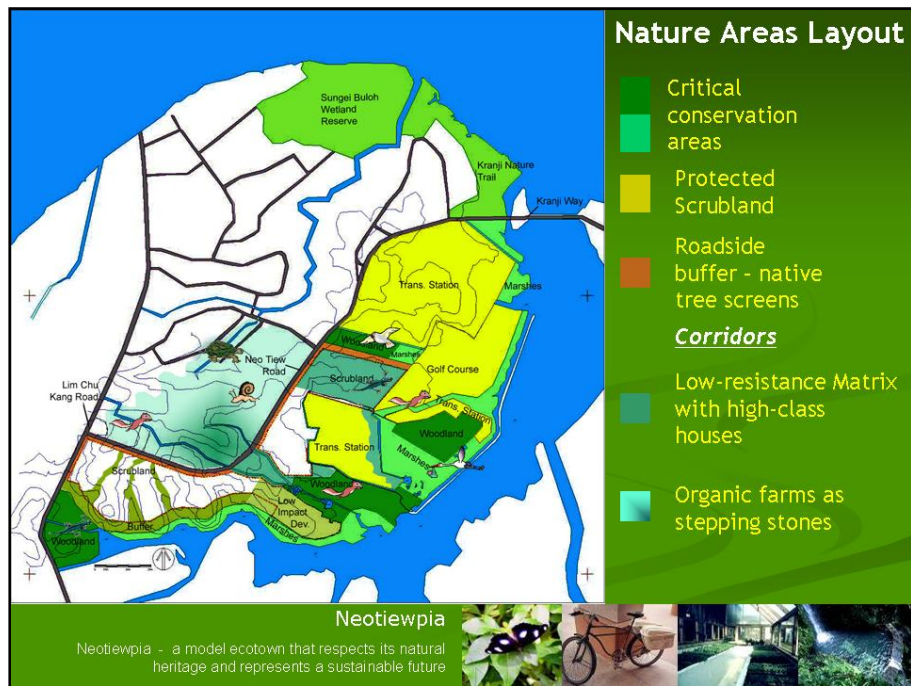 Nature Areas Layout
Critical
conservation
areas
Protected
Scrubland
Roadside
buffer - native
tree screens
Corridors
Low-resistance Matrix
with high-class
houses
Organic farms as
stepping stones
Sungei Buloh
Wetland
Reserve
Kranji Nature
Trail
Kranji Way
Trans. Station
Marshes
Woodland
Marshes
Neo Tiew
Road
Scrubland
Golf Course
Lim Chu
Kang Road
Trans. Station
Woodland
Trans. Station
Marshes
Scrubland
Woodland
Low
Impact
Dev.
Buffer
Marshes
Woodland
Neotiewpia
Neotiewpia - a model ecotown that respects its natural
heritage and represents a sustainable future